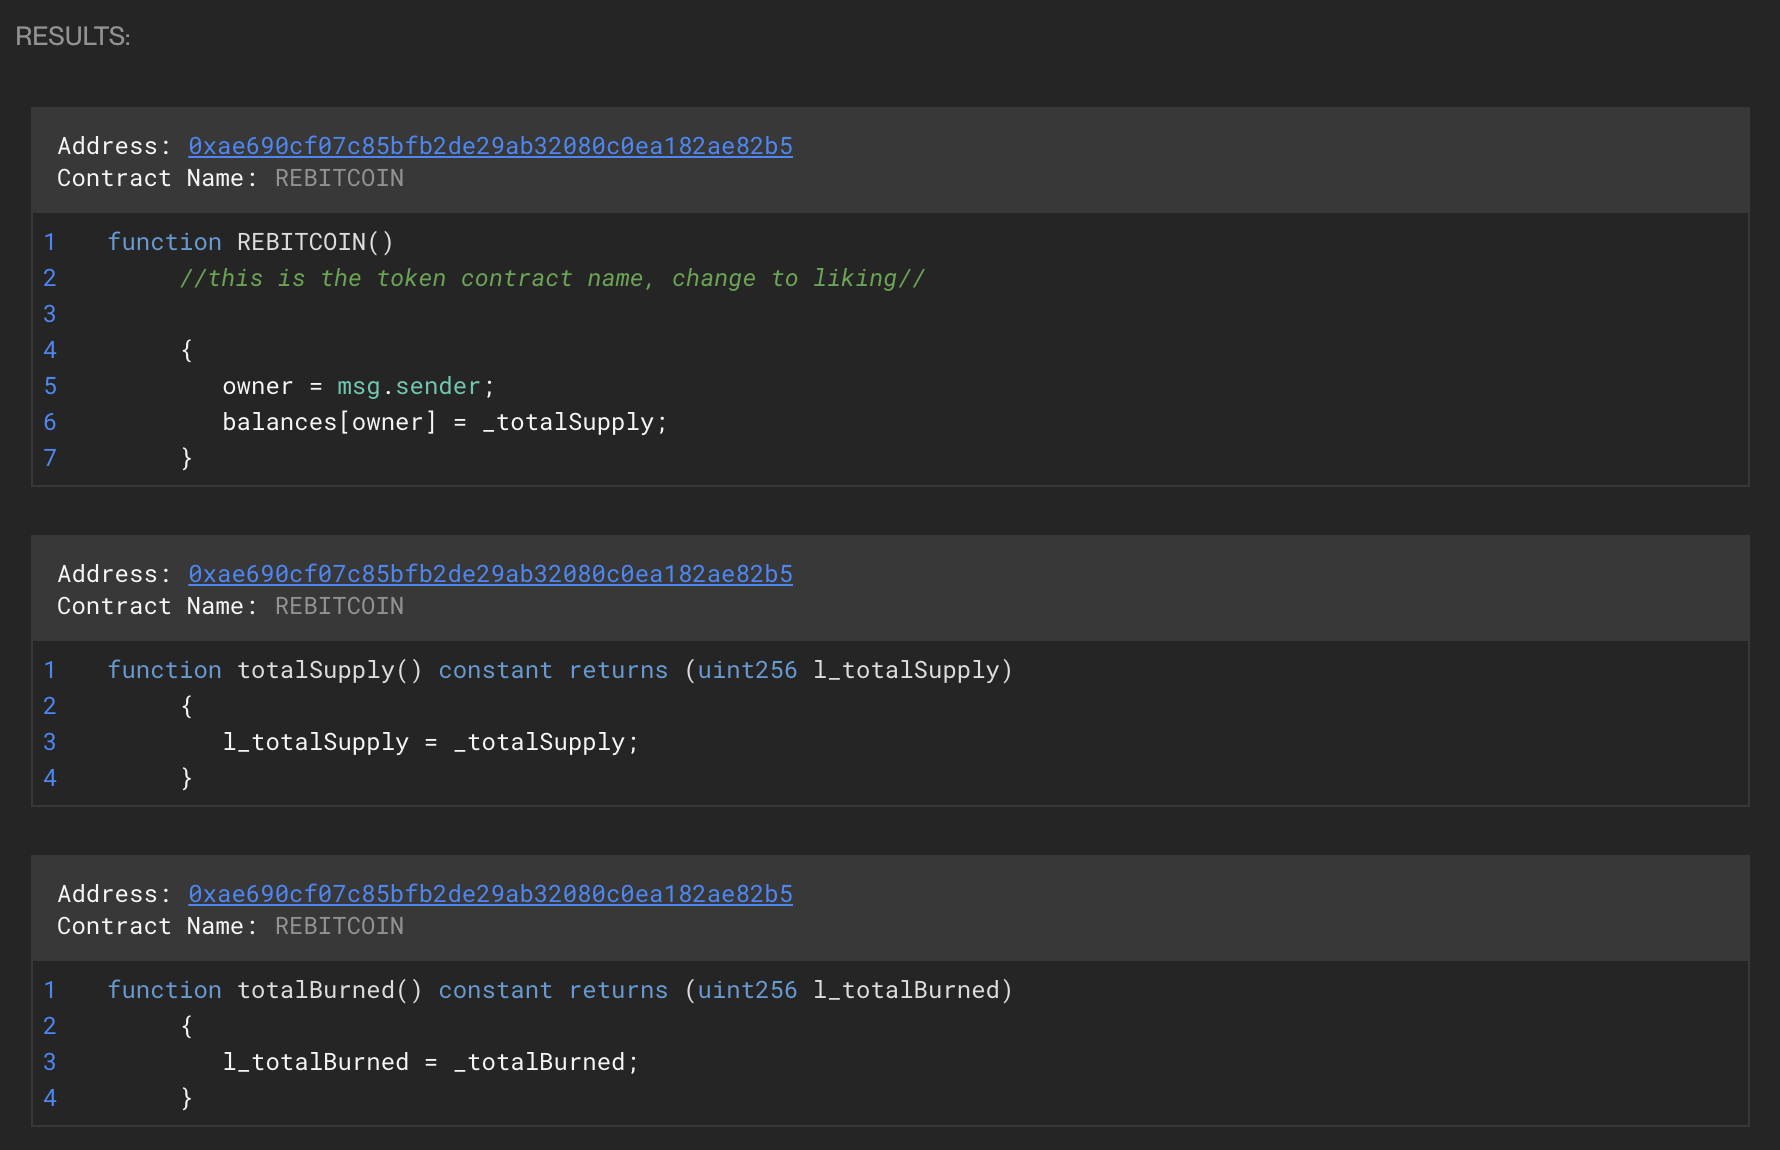 RESULTS:
Address: 0xae690cf07c85bfb2de29ab32080c0ea182ae82b5
Contract Name: REBITCOIN
1 function REBITCOIN()
2 //this is the token contract name, change to liking//
3
4 {
5 owner = msg.sender;
6 balances[owner] = _totalSupply;
7 }
Address: 0xae690cf07c85bfb2de29ab32080c0ea182ae82b5
Contract Name: REBITCOIN
1 function totalSupply() constant returns (uint256 l_totalSupply)
2 {
3 l_totalSupply = _totalSupply;
4 }
Address: 0xae690cf07c85bfb2de29ab32080c0ea182ae82b5
Contract Name: REBITCOIN
1 function totalBurned() constant returns (uint256 l_totalBurned)
2 {
3 l_totalBurned = _totalBurned;
4 }